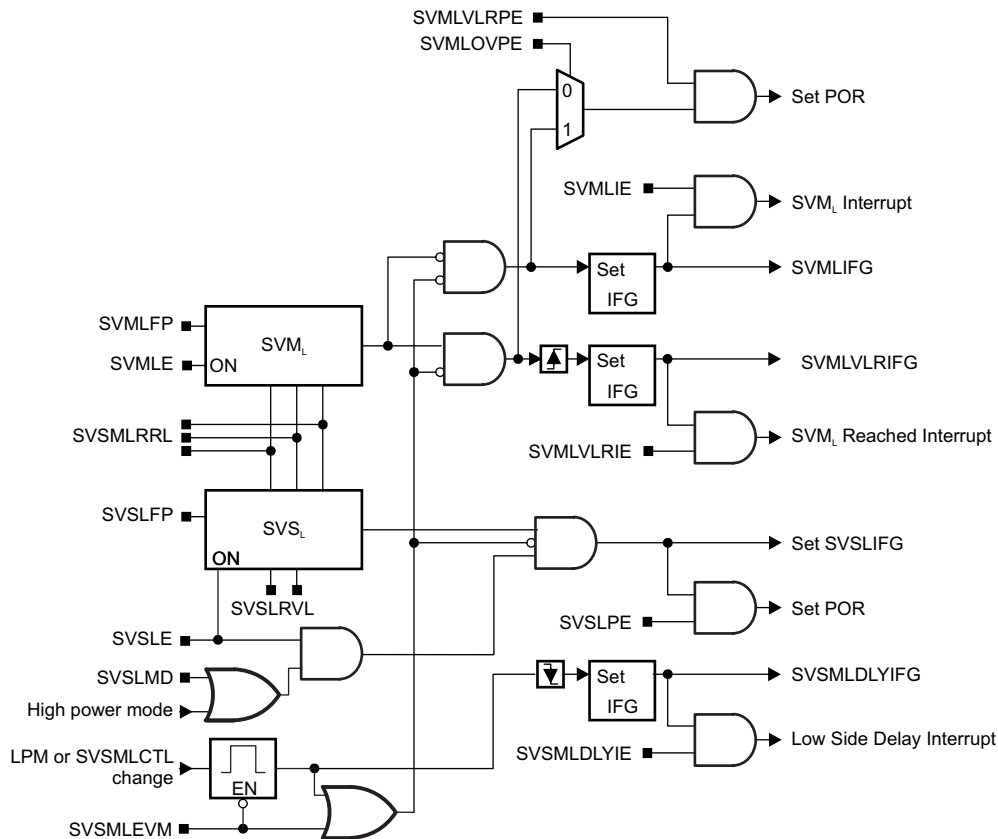 SVMLVLRPE
SVMLOVPE
0
1
Set POR
SVMLIE
SVML Interrupt
Set
IFG
SVMLIFG
SVMLFP
SVML
SVMLE
ON
Set
IFG
SVMLVLRIFG
SVSMLRRL
SVMLVLRIE
SVML Reached Interrupt
SVSLFP
SVSL
ON
Set SVSLIFG
SVSLRVL
SVSLPE
Set POR
SVSLE
SVSLMD
High power mode
Set
IFG
SVSMLDLYIFG
LPM or SVSMLCTL
change
EN
SVSMLDLYIE
Low Side Delay Interrupt
SVSMLEVM